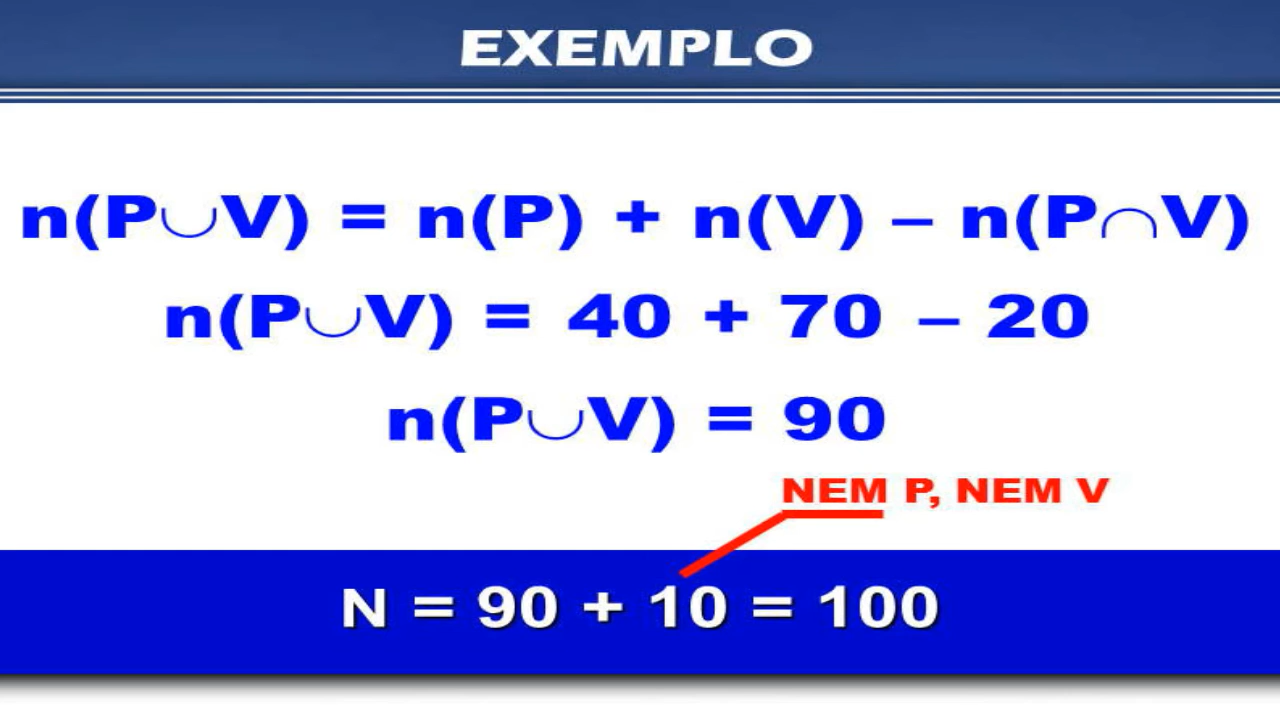 EXEMPLO
n(P∪V) = n(P) + n(V) – n(P∩V)
n(P∪V) = 40 + 70 – 20
n(P∪V) = 90
NEM P, NEM V
N = 90 + 10 = 100